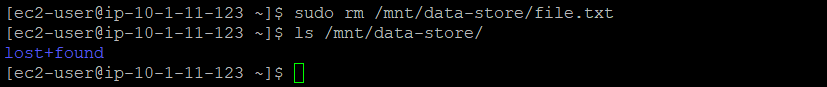 [ec2-user@ip-10-1-11-123 ~]$ sudo rm /mnt/data-store/file.txt
[ec2-user@ip-10-1-11-123 ~]$ ls /mnt/data-store/
lost+found
[ec2-user@ip-10-1-11-123 ~]$